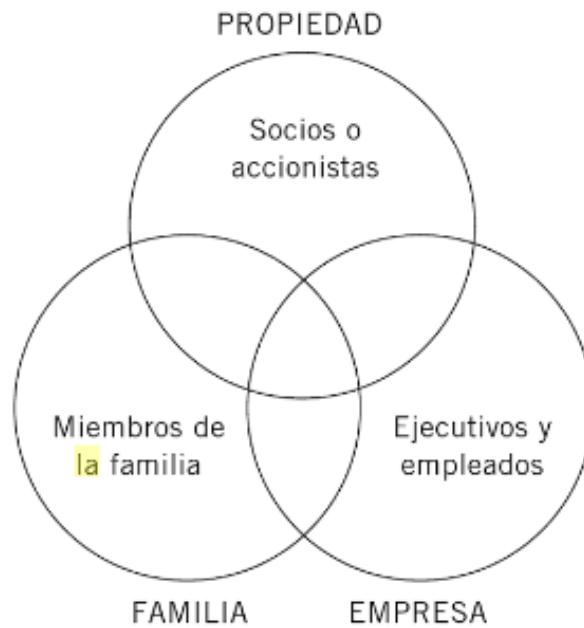 PROPIEDAD
Socios o
accionistas
Miembros de
la familia
Ejecutivos y
empleados
FAMILIA
EMPRESA